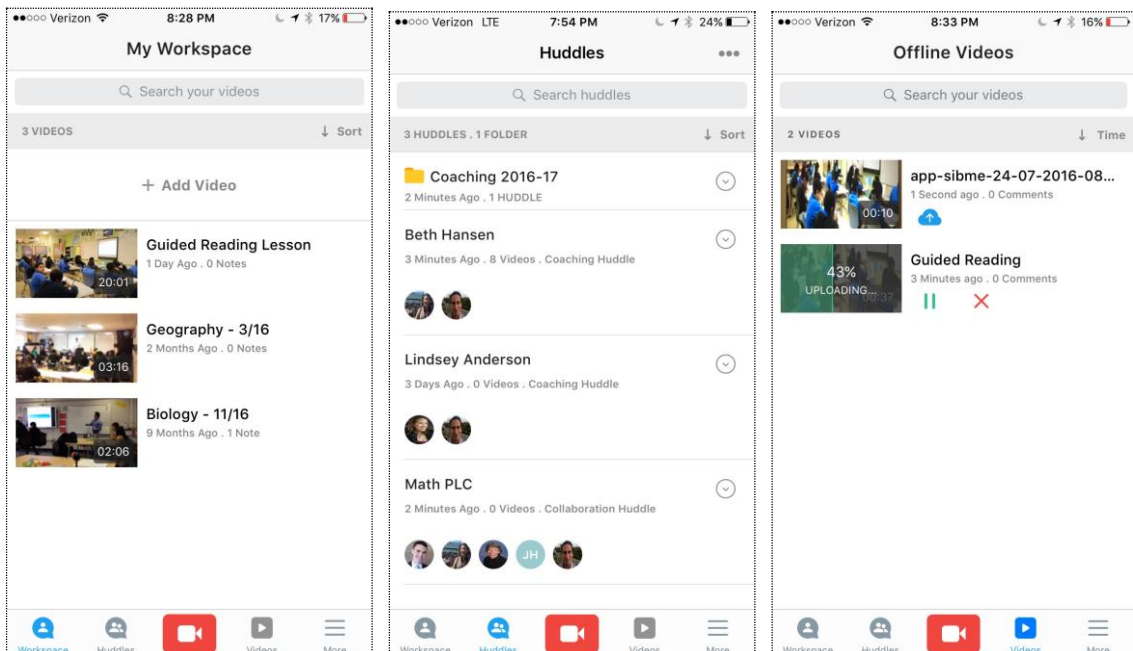 Verizon 8:28 PM 17%
My Workspace
Search your videos
3 VIDEOS ↓ Sort
+ Add Video
Guided Reading Lesson
1 Day Ago . 0 Notes
20:01
Geography - 3/16
2 Months Ago . 0 Notes
03:16
Biology - 11/16
9 Months Ago . 1 Note
02:06
Workspace Huddles Videos More
Verizon LTE 7:54 PM 24%
Huddles
Search huddles
3 HUDDLES . 1 FOLDER ↓ Sort
Coaching 2016-17
2 Minutes Ago . 1 HUDDLE
Beth Hansen
3 Minutes Ago . 8 Videos . Coaching Huddle
Lindsey Anderson
3 Days Ago . 0 Videos . Coaching Huddle
Math PLC
2 Minutes Ago . 0 Videos . Collaboration Huddle
JH
Workspace Huddles Videos More
Verizon 8:33 PM 16%
Offline Videos
Search your videos
2 VIDEOS ↓ Time
app-sibme-24-07-2016-08...
1 Second ago . 0 Comments
00:10
Guided Reading
3 Minutes ago . 0 Comments
43%
UPLOADING...
00:37
Workspace Huddles Videos More